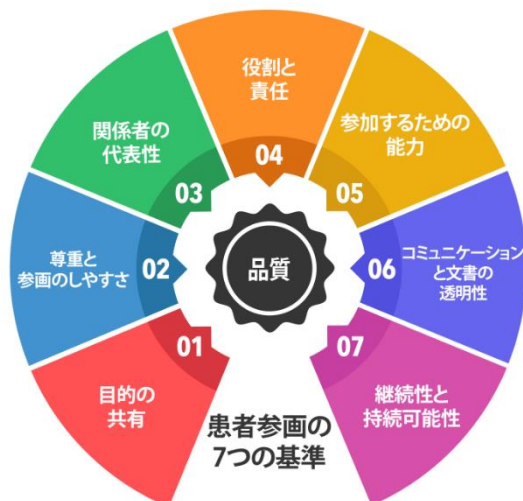 01
目的の
共有
02
尊重と
参画のしやすさ
03
関係者の
代表性
04
役割と
責任
05
参加するための
能力
06
コミュニケーション
と文書の
透明性
07
継続性と
持続可能性
品質
患者参画の
7つの基準